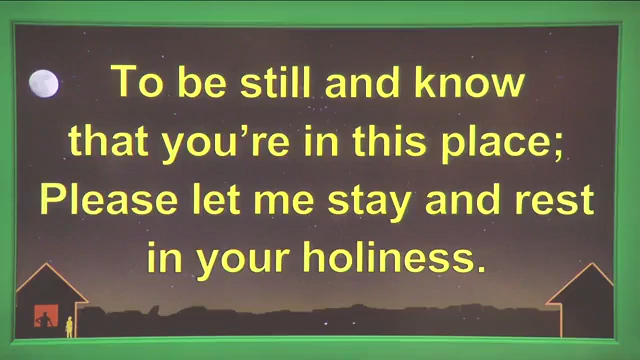 To be still and know
that you're in this place;
Please let me stay and rest
in your holiness.